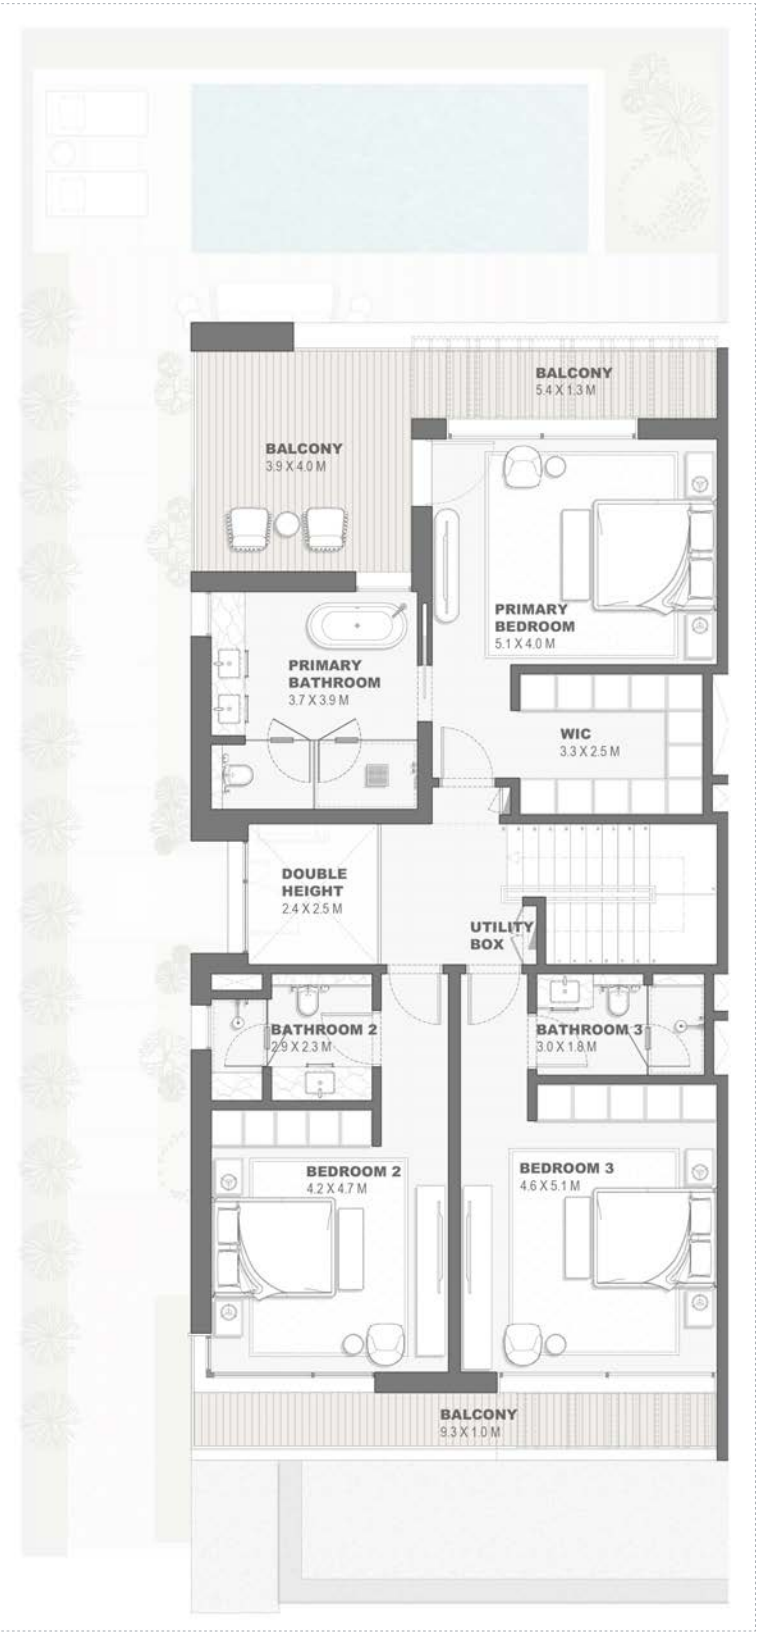 BALCONY
5.4 X 1.3 M
BALCONY
3.9 X 4.0 M
PRIMARY
BEDROOM
5.1 X 4.0 M
PRIMARY
BATHROOM
3.7 X 3.9 M
WIC
3.3 X 2.5 M
DOUBLE
HEIGHT
2.4 X 2.5 M
UTILITY
BOX
BATHROOM 2
2.9 X 2.3 M
BATHROOM 3
3.0 X 1.8 M
BEDROOM 2
4.2 X 4.7 M
BEDROOM 3
4.6 X 5.1 M
BALCONY
9.3 X 1.0 M